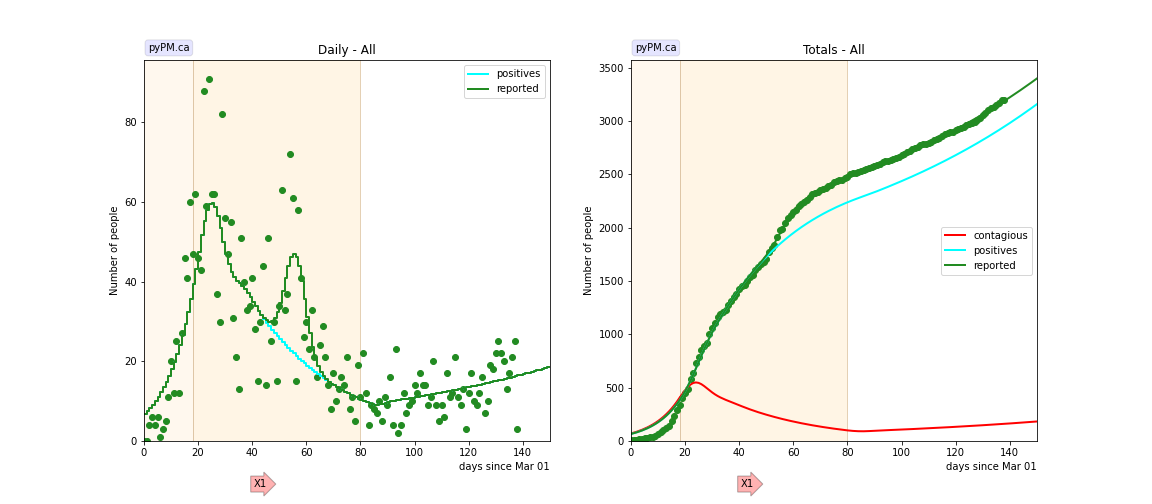 pyPM.ca
Daily - All
positives
reported
Number of people
80
60
40
20
0
0 20 40 60 80 100 120 140
days since Mar 01
X1
pyPM.ca
Totals - All
3500
3000
2500
2000
1500
1000
500
0
Number of people
contagious
positives
reported
0 20 40 60 80 100 120 140
days since Mar 01
X1